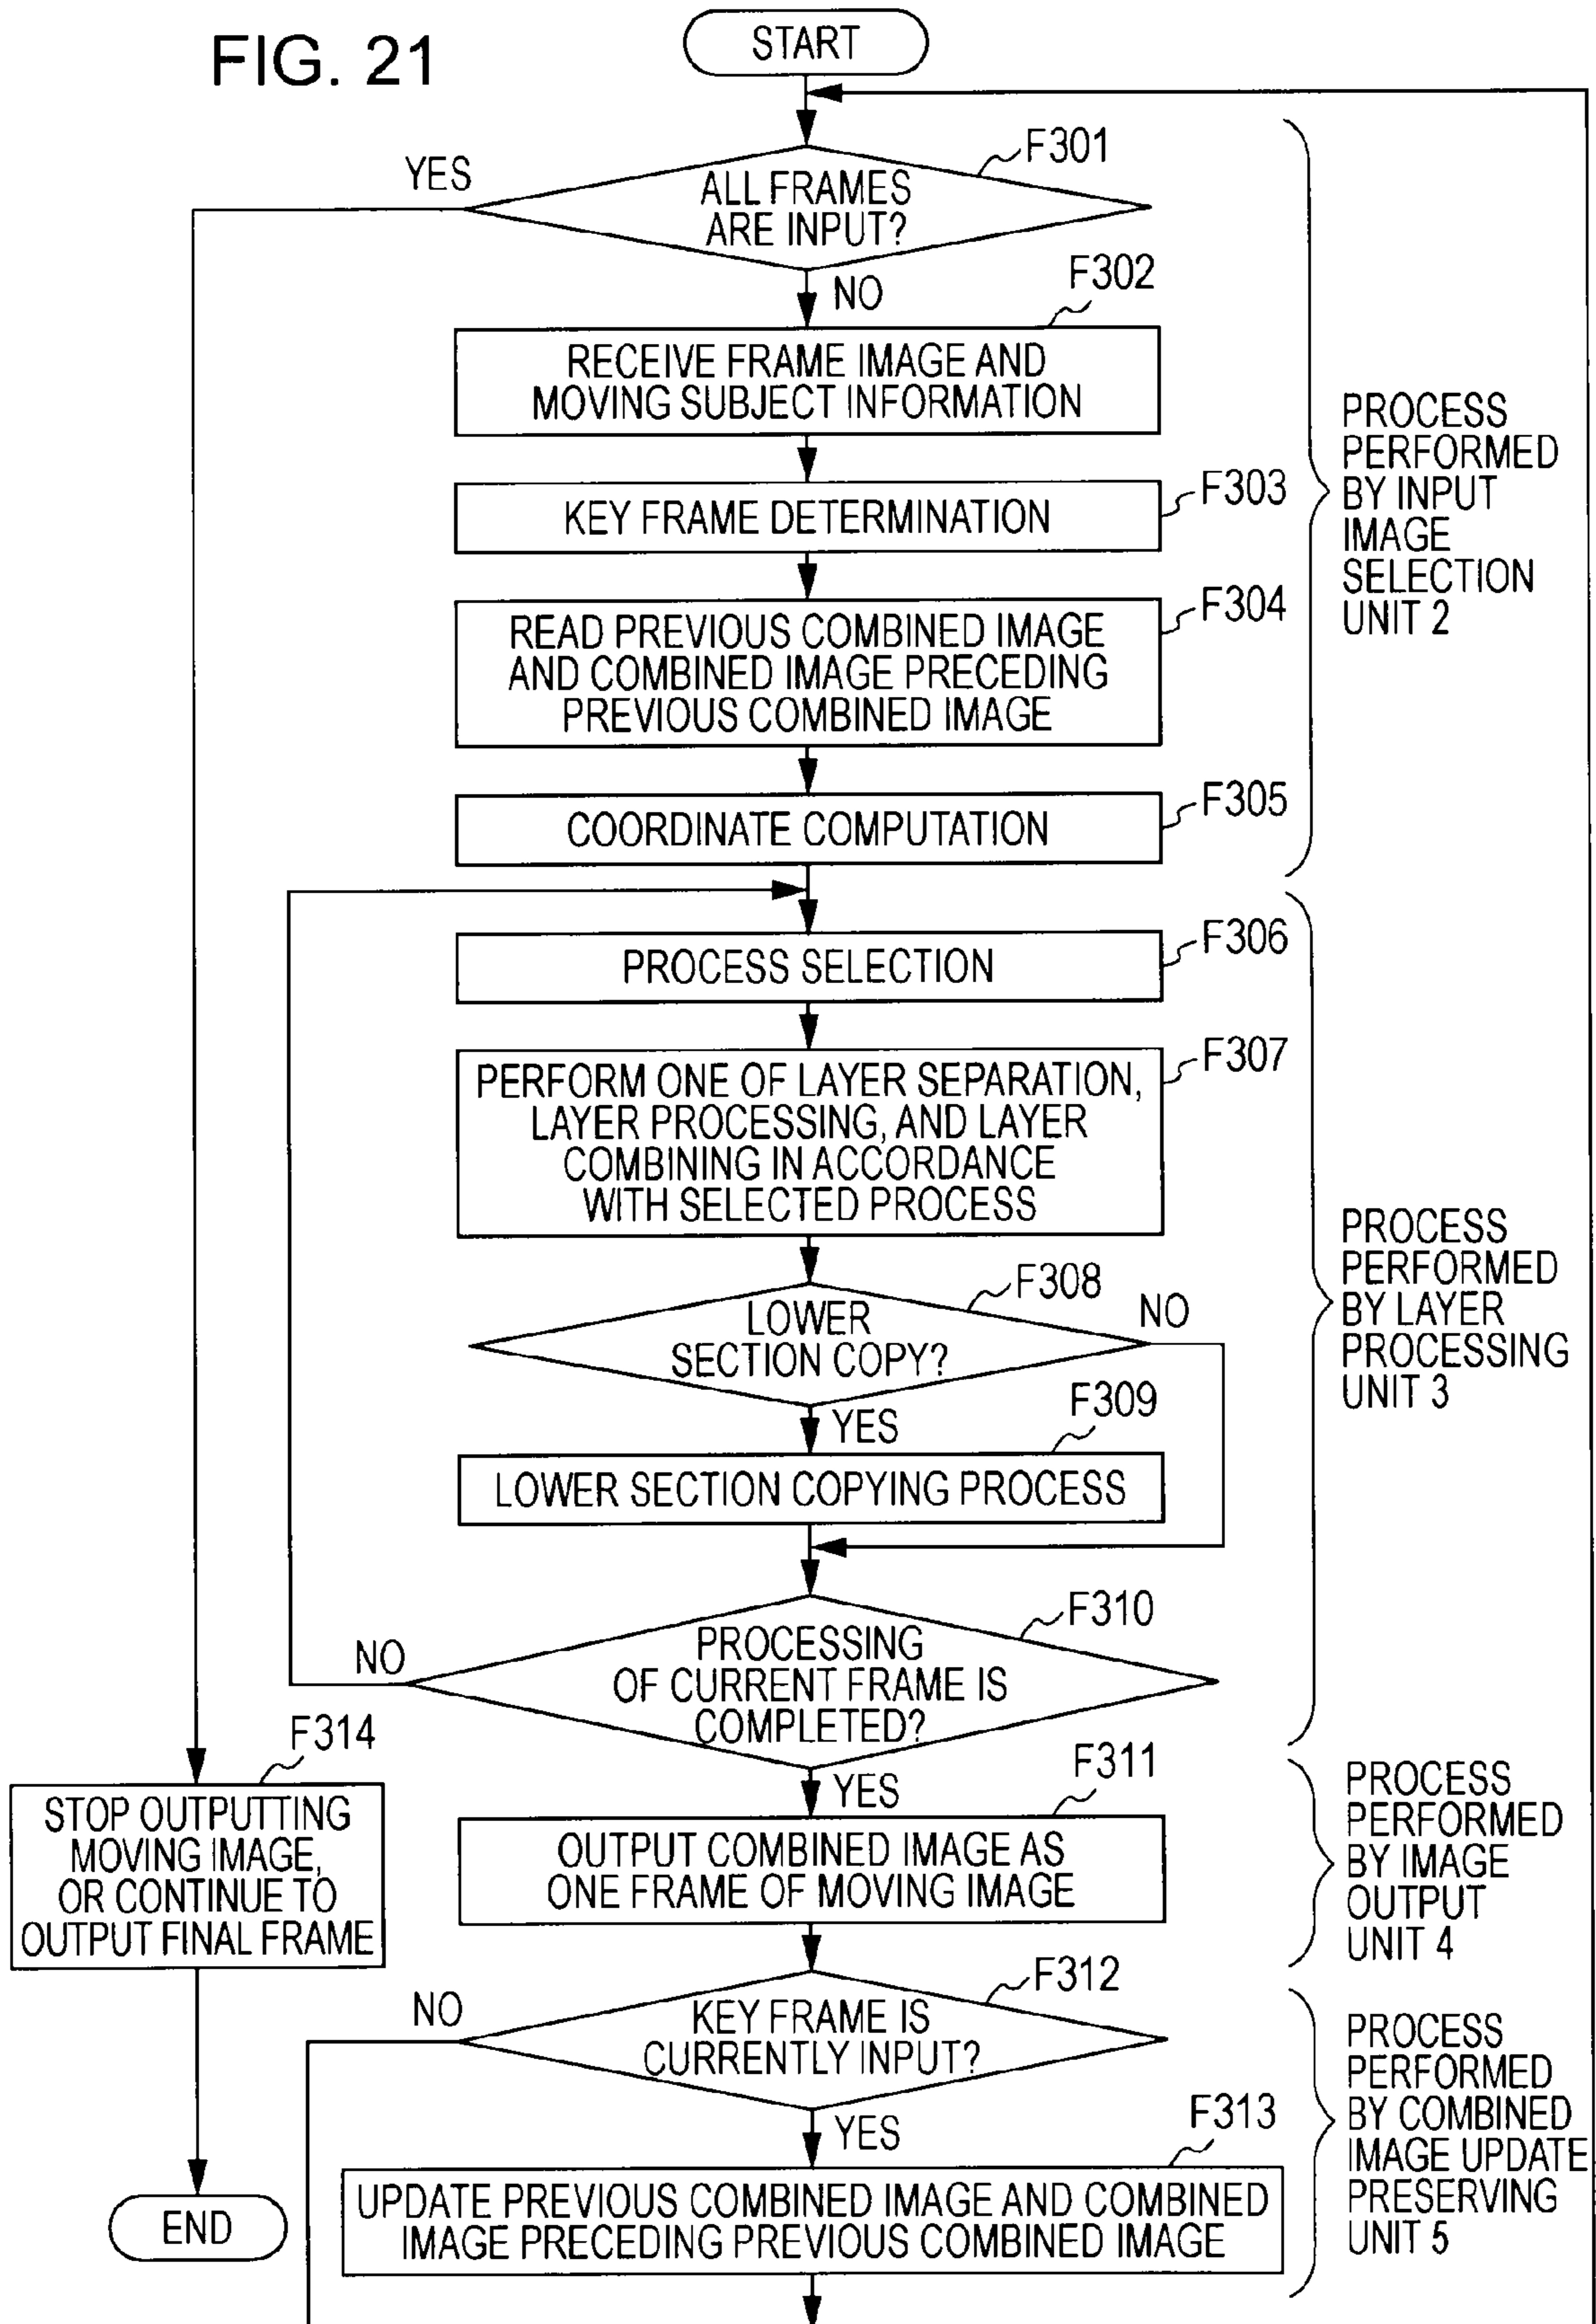 FIG. 21
START
F301
YES
ALL FRAMES
ARE INPUT?
NO
F302
RECEIVE FRAME IMAGE AND
MOVING SUBJECT INFORMATION
F303
KEY FRAME DETERMINATION
F304
READ PREVIOUS COMBINED IMAGE
AND COMBINED IMAGE PRECEDING
PREVIOUS COMBINED IMAGE
F305
COORDINATE COMPUTATION
PROCESS
PERFORMED
BY INPUT
IMAGE
SELECTION
UNIT 2
F306
PROCESS SELECTION
F307
PERFORM ONE OF LAYER SEPARATION,
LAYER PROCESSING, AND LAYER
COMBINING IN ACCORDANCE
WITH SELECTED PROCESS
F308
LOWER
SECTION COPY?
NO
YES
F309
LOWER SECTION COPYING PROCESS
F310
PROCESSING
OF CURRENT FRAME IS
COMPLETED?
NO
YES
PROCESS
PERFORMED
BY LAYER
PROCESSING
UNIT 3
F314
STOP OUTPUTTING
MOVING IMAGE,
OR CONTINUE TO
OUTPUT FINAL FRAME
F311
OUTPUT COMBINED IMAGE AS
ONE FRAME OF MOVING IMAGE
PROCESS
PERFORMED
BY IMAGE
OUTPUT
UNIT 4
F312
NO
KEY FRAME IS
CURRENTLY INPUT?
YES
F313
UPDATE PREVIOUS COMBINED IMAGE AND COMBINED
IMAGE PRECEDING PREVIOUS COMBINED IMAGE
PROCESS
PERFORMED
BY COMBINED
IMAGE UPDATE
PRESERVING
UNIT 5
END